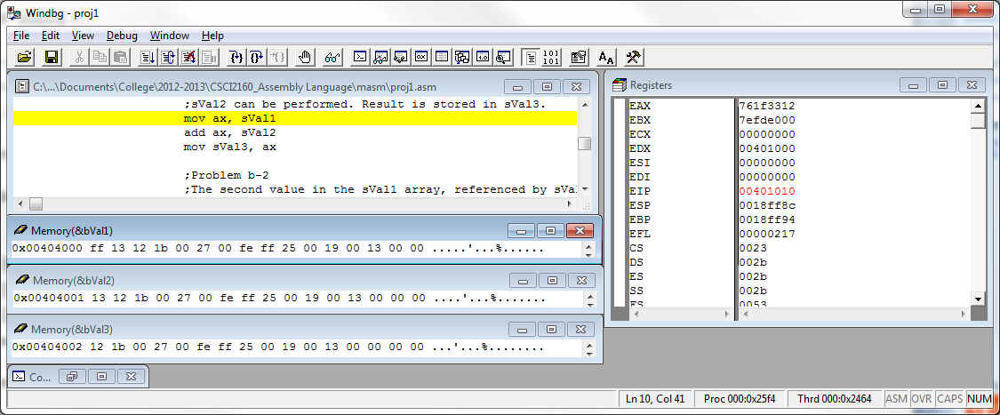 Windbg - proj1
File Edit View Debug Window Help
C:\...\Documents\College\2012-2013\CSCI2160_Assembly Language\masm\proj1.asm
;sVal2 can be performed. Result is stored in sVal3.
mov ax, sVal1
add ax, sVal2
mov sVal3, ax
;Problem b-2
;The second value in the sVal1 array, referenced by sVa
Memory(&bVal1)
0x00404000 ff 13 12 1b 00 27 00 fe ff 25 00 19 00 13 00 00 .....'...%......
Memory(&bVal2)
0x00404001 13 12 1b 00 27 00 fe ff 25 00 19 00 13 00 00 00 ....'...%.......
Memory(&bVal3)
0x00404002 12 1b 00 27 00 fe ff 25 00 19 00 13 00 00 00 00 ...'...%........
Co...
Registers
EAX 761f3312
EBX 7efde000
ECX 00000000
EDX 00401000
ESI 00000000
EDI 00000000
EIP 00401010
ESP 0018ff8c
EBP 0018ff94
EFL 00000217
CS 0023
DS 002b
ES 002b
SS 002b
FS 0053
Ln 10, Col 41 Proc 000:0x25f4 Thrd 000:0x2464 ASM OVR CAPS NUM